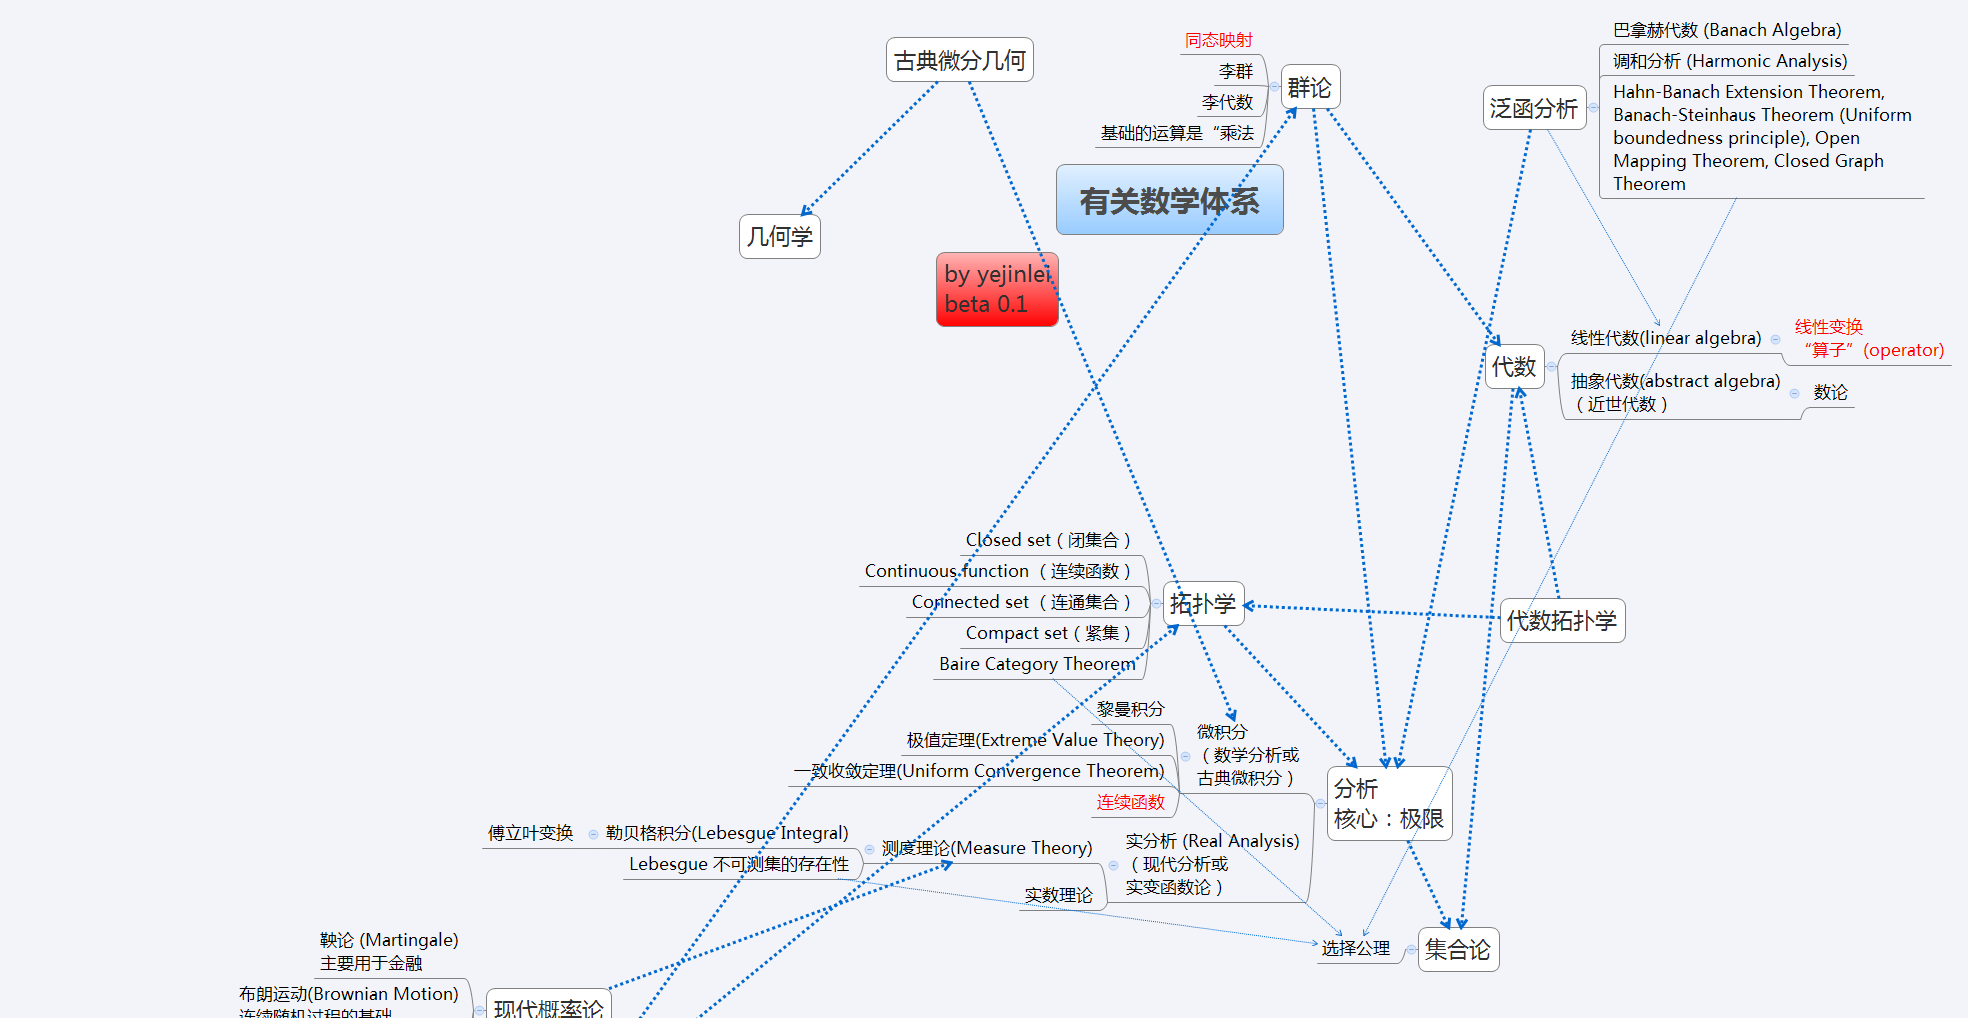 古典微分几何
几何学
同态映射
李群
李代数
基础的运算是“乘法
群论
有关数学体系
by yejinlei
beta 0.1
泛函分析
巴拿赫代数 (Banach Algebra)
调和分析 (Harmonic Analysis)
Hahn-Banach Extension Theorem,
Banach-Steinhaus Theorem (Uniform
boundedness principle), Open
Mapping Theorem, Closed Graph
Theorem
代数
线性代数(linear algebra)
线性变换
“算子”(operator)
抽象代数(abstract algebra)
（近世代数）
数论
Closed set（闭集合）
Continuous function （连续函数）
Connected set （连通集合）
Compact set（紧集）
Baire Category Theorem
拓扑学
代数拓扑学
黎曼积分
极值定理(Extreme Value Theory)
一致收敛定理(Uniform Convergence Theorem)
连续函数
微积分
（数学分析或
古典微积分）
分析
核心：极限
傅立叶变换
勒贝格积分(Lebesgue Integral)
Lebesgue 不可测集的存在性
测度理论(Measure Theory)
实数理论
实分析 (Real Analysis)
（现代分析或
实变函数论）
选择公理
集合论
鞅论 (Martingale)
主要用于金融
布朗运动(Brownian Motion)
连续随机过程的基础
现代概率论